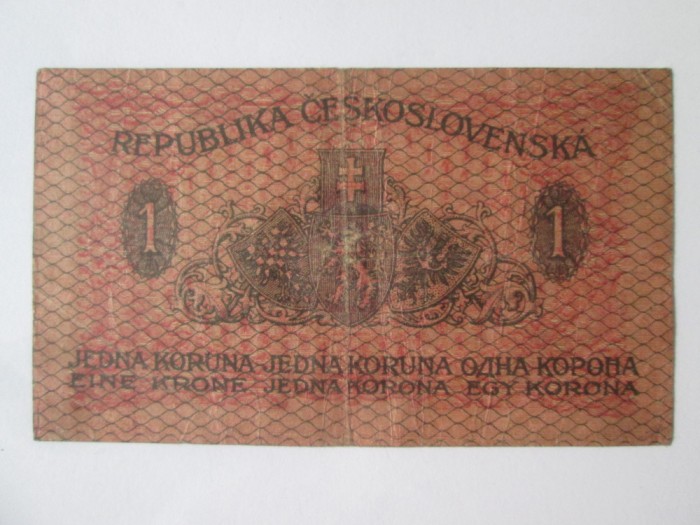 REPUBLIKA ČESKOSLOVENSKÁ
1 1
JEDNA KORUNA-JEDNA KORUNA ОДНА КОРОНА
EINE KRONE JEDNA KORONA EGY KORONA